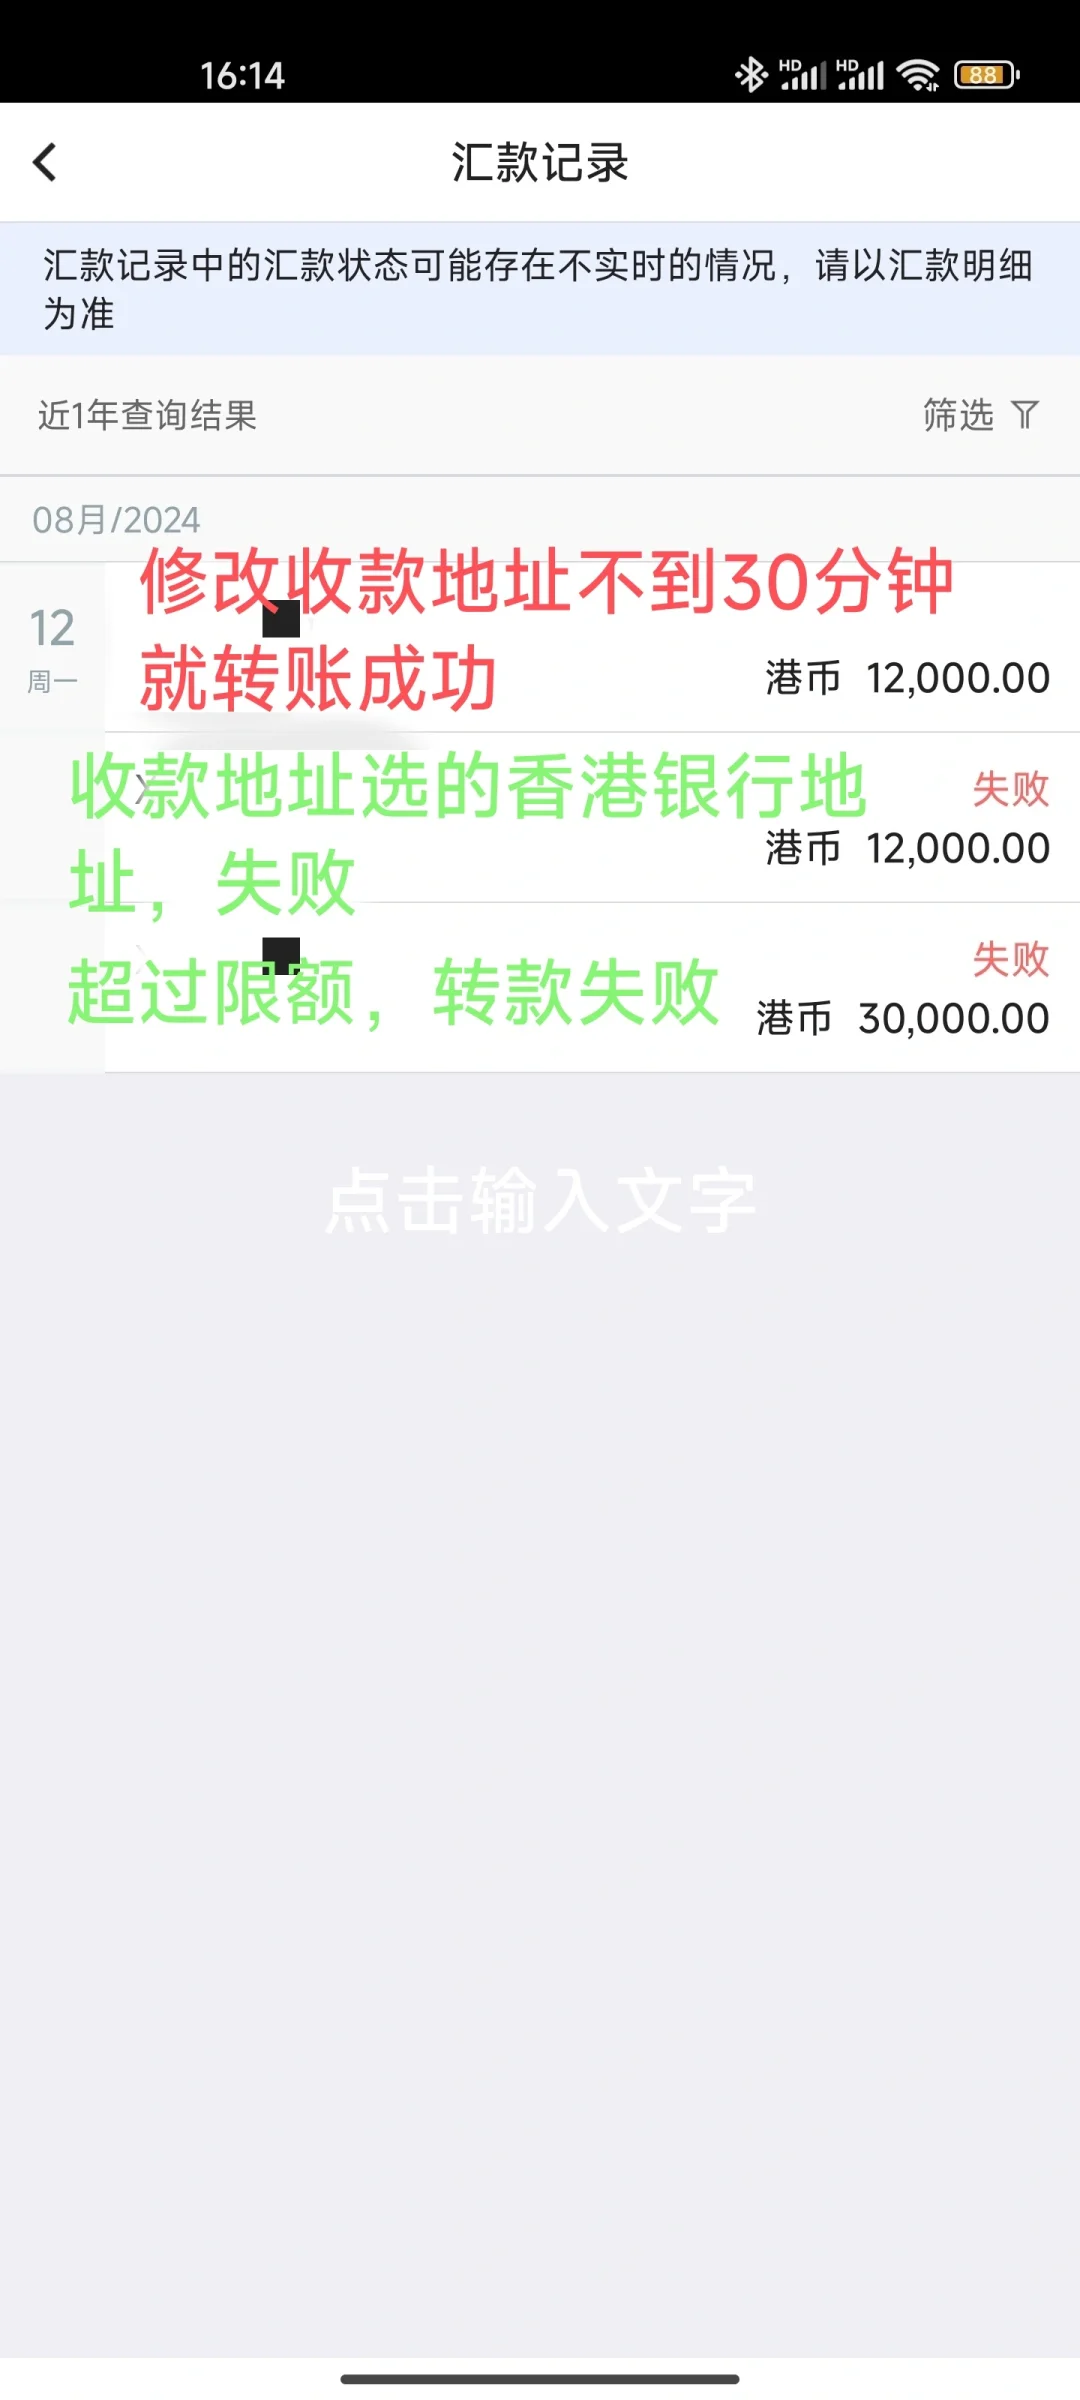 16:14
HD HD 88
汇款记录
汇款记录中的汇款状态可能存在不实时的情况，请以汇款明细
为准
近1年查询结果 筛选
08月/2024
修改收款地址不到30分钟
12
就转账成功
周一
港币 12,000.00
收款地址选的香港银行地
失败
港币 12,000.00
址，失败
失败
超过限额，转款失败
港币 30,000.00
点击输入文字